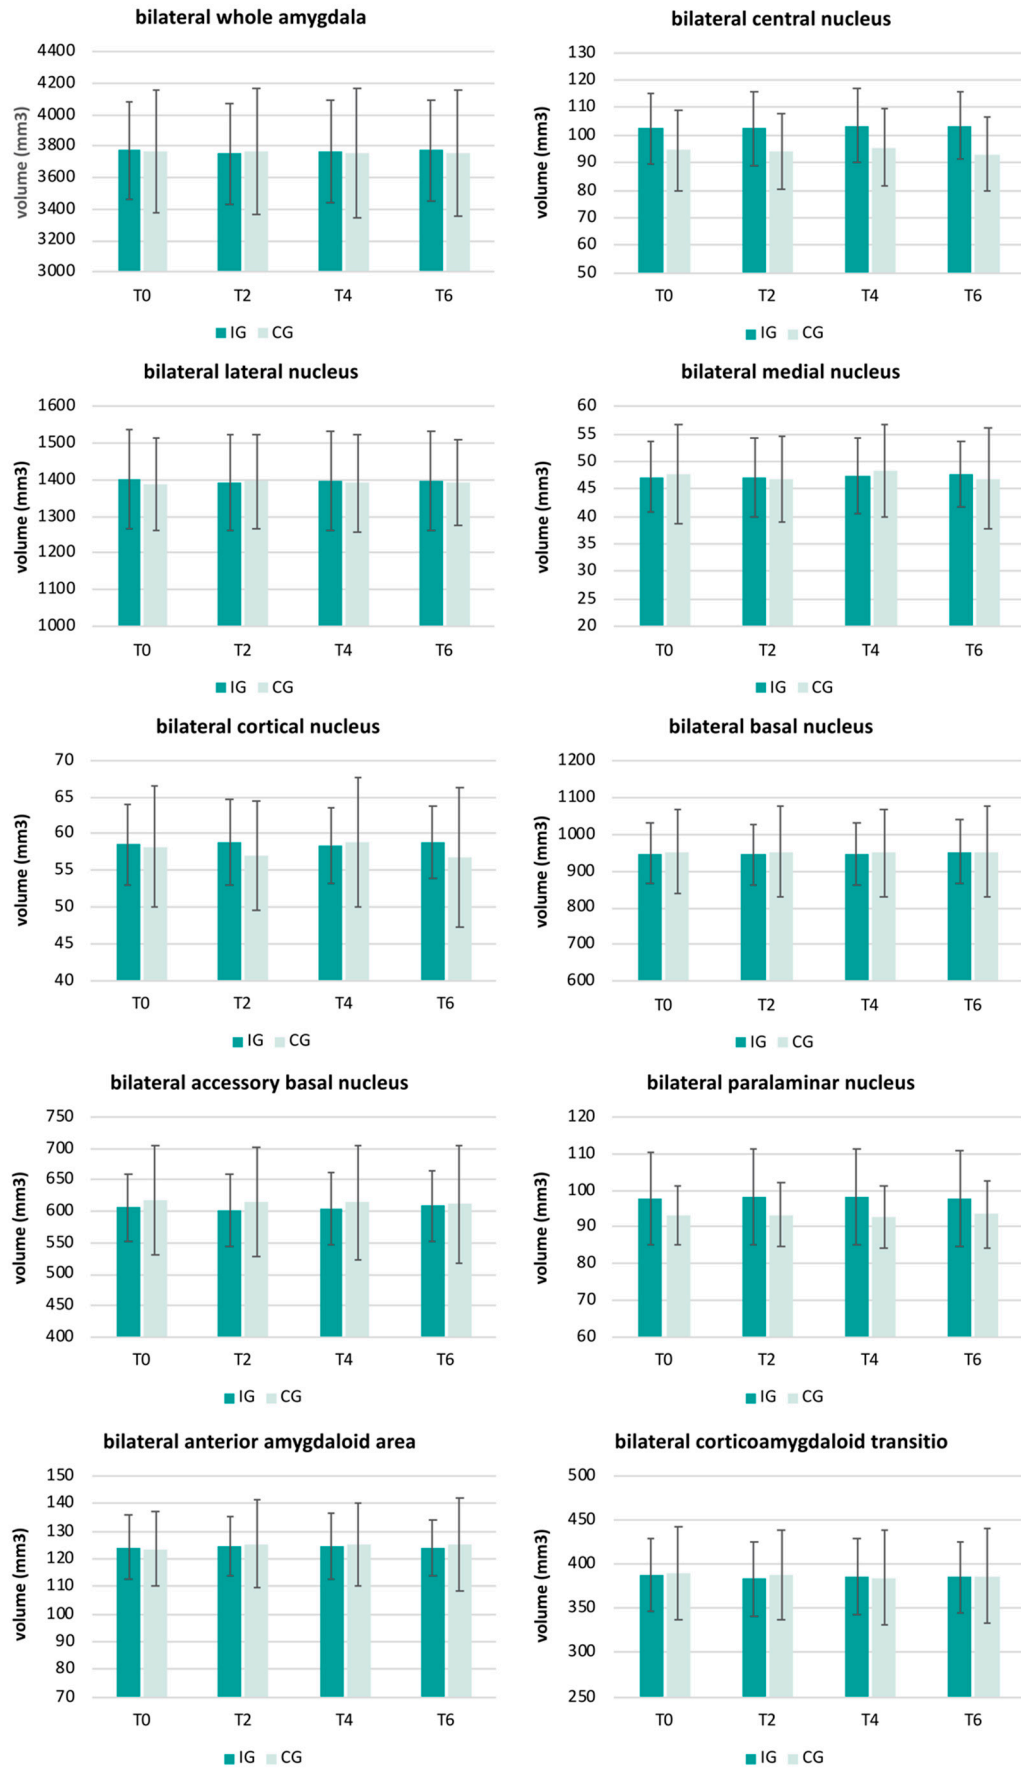 bilateral whole amygdala
4400
4200
4000
3800
3600
3400
3200
3000
volume (mm3)
T0 T2 T4 T6
IG CG
bilateral central nucleus
130
120
110
100
90
80
70
60
50
volume (mm3)
T0 T2 T4 T6
IG CG
bilateral lateral nucleus
1600
1500
1400
1300
1200
1100
1000
volume (mm3)
T0 T2 T4 T6
IG CG
bilateral medial nucleus
60
55
50
45
40
35
30
25
20
volume (mm3)
T0 T2 T4 T6
IG CG
bilateral cortical nucleus
70
65
60
55
50
45
40
volume (mm3)
T0 T2 T4 T6
IG CG
bilateral basal nucleus
1200
1100
1000
900
800
700
600
volume (mm3)
T0 T2 T4 T6
IG CG
bilateral accessory basal nucleus
750
700
650
600
550
500
450
400
volume (mm3)
T0 T2 T4 T6
IG CG
bilateral paralaminar nucleus
120
110
100
90
80
70
60
volume (mm3)
T0 T2 T4 T6
IG CG
bilateral anterior amygdaloid area
150
140
130
120
110
100
90
80
70
volume (mm3)
T0 T2 T4 T6
IG CG
bilateral corticoamygdaloid transitio
500
450
400
350
300
250
volume (mm3)
T0 T2 T4 T6
IG CG